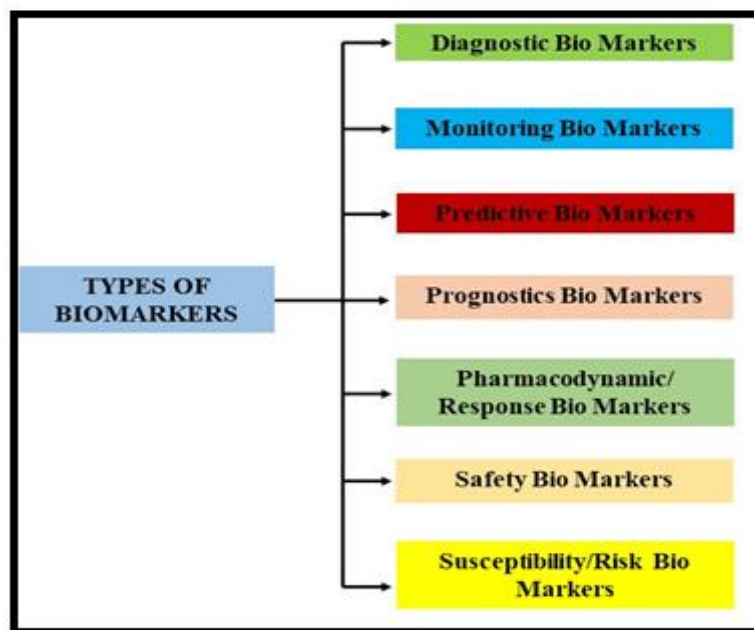 TYPES OF
BIOMARKERS
Diagnostic Bio Markers
Monitoring Bio Markers
Predictive Bio Markers
Prognostics Bio Markers
Pharmacodynamic/
Response Bio Markers
Safety Bio Markers
Susceptibility/Risk Bio
Markers